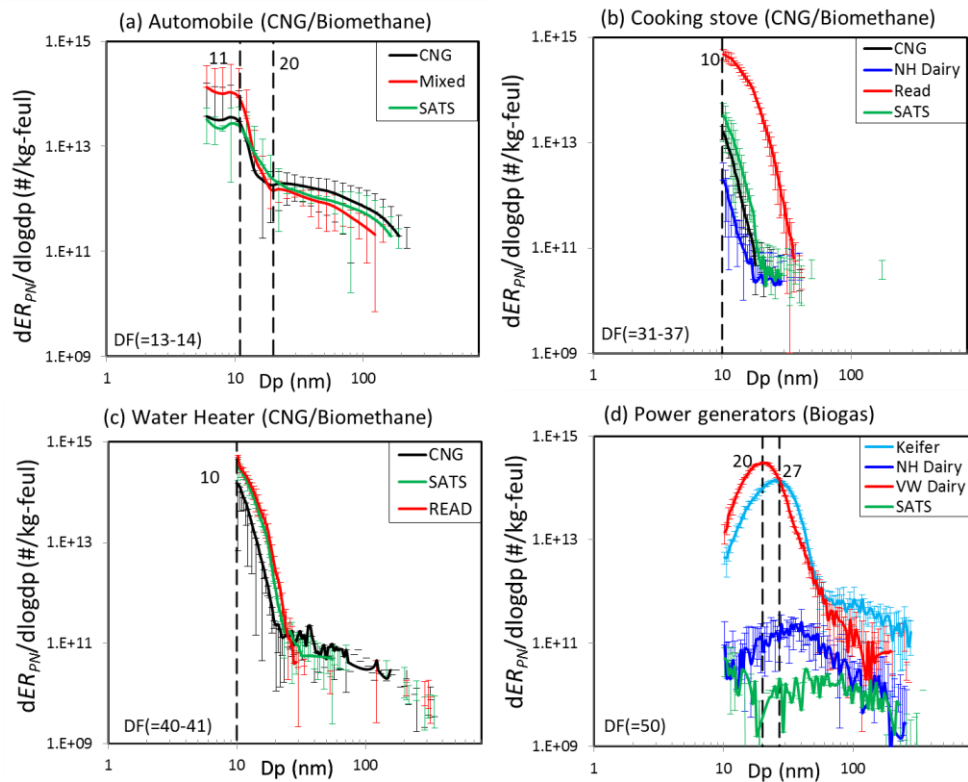 (a) Automobile (CNG/Biomethane)
1.E+15
1.E+13
1.E+11
1.E+09
dER_PN/dlogdp (#/kg-feul)
11
20
CNG
Mixed
SATS
DF(=13-14)
1 10 100
Dp (nm)
(b) Cooking stove (CNG/Biomethane)
1.E+15
1.E+13
1.E+11
1.E+09
dER_PN/dlogdp (#/kg-feul)
10
CNG
NH Dairy
Read
SATS
DF(=31-37)
1 10 100
Dp (nm)
(c) Water Heater (CNG/Biomethane)
1.E+15
1.E+13
1.E+11
1.E+09
dER_PN/dlogdp (#/kg-feul)
10
CNG
SATS
READ
DF(=40-41)
1 10 100
Dp (nm)
(d) Power generators (Biogas)
1.E+15
1.E+13
1.E+11
1.E+09
dER_PN/dlogdp (#/kg-feul)
20
27
Keifer
NH Dairy
VW Dairy
SATS
DF(=50)
1 10 100
Dp (nm)